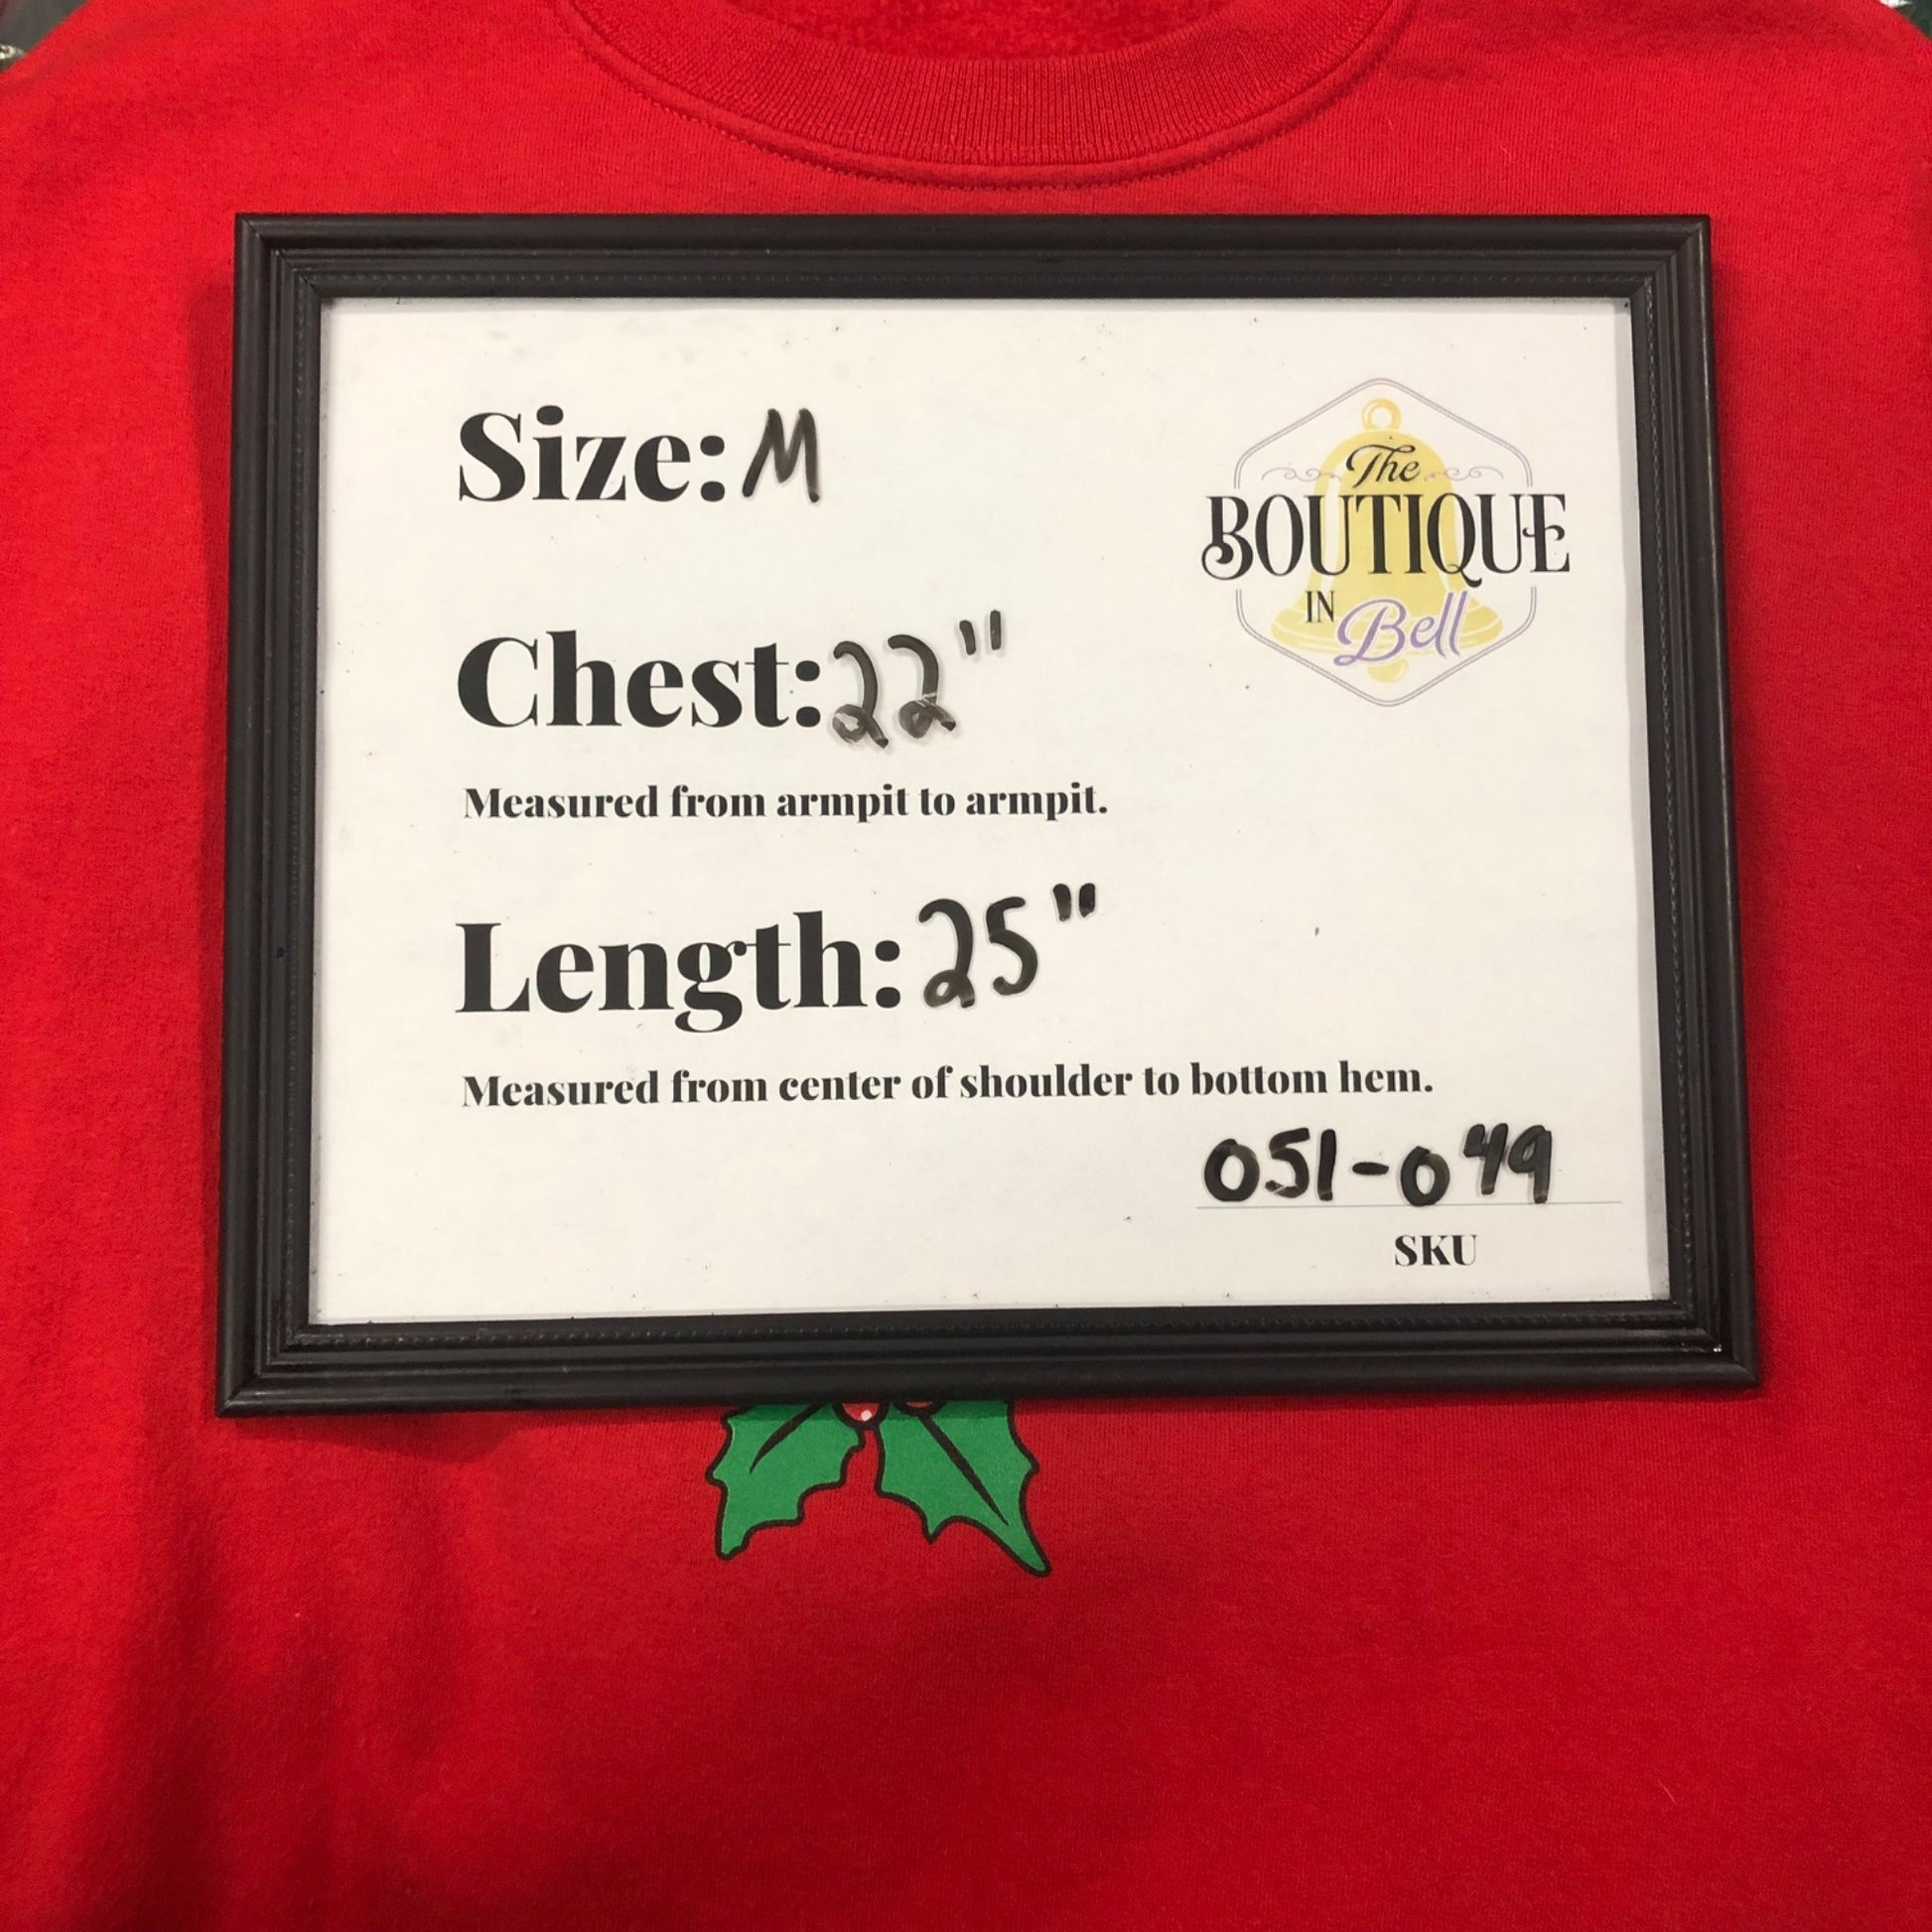 Size: M
The
BOUTIQUE
IN Bell
Chest: 22"
Measured from armpit to armpit.
Length: 25"
Measured from center of shoulder to bottom hem.
051-049
SKU